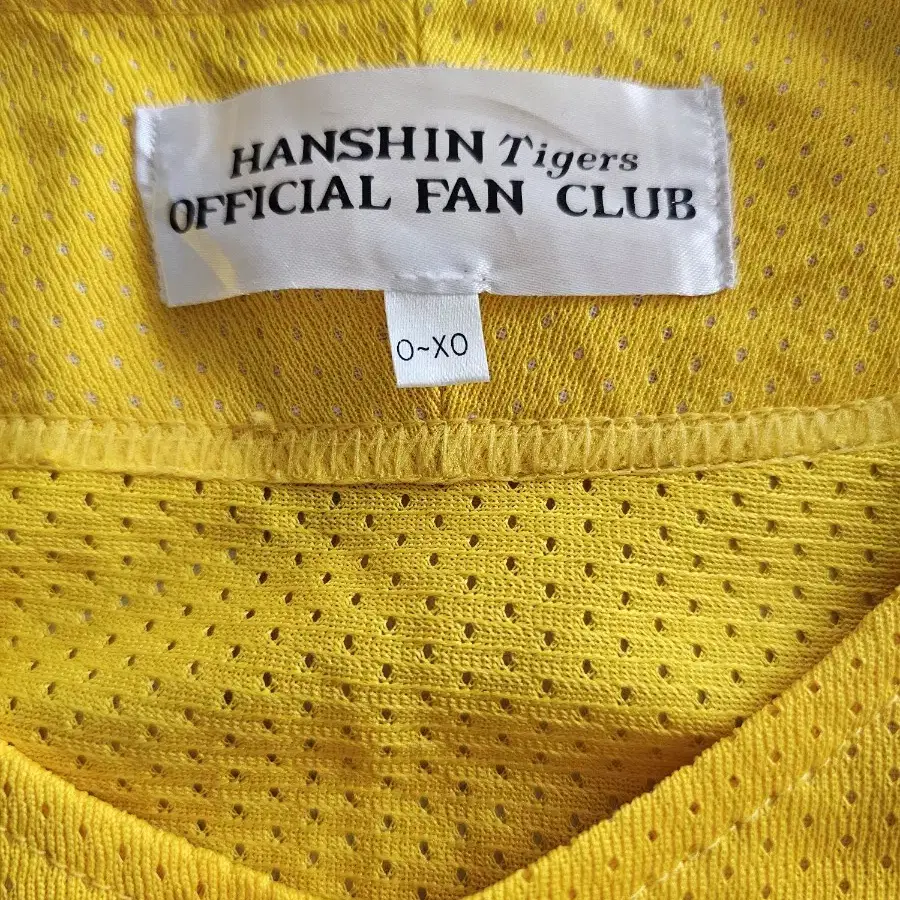 HANSHIN Tigers
OFFICIAL FAN CLUB
O~XO